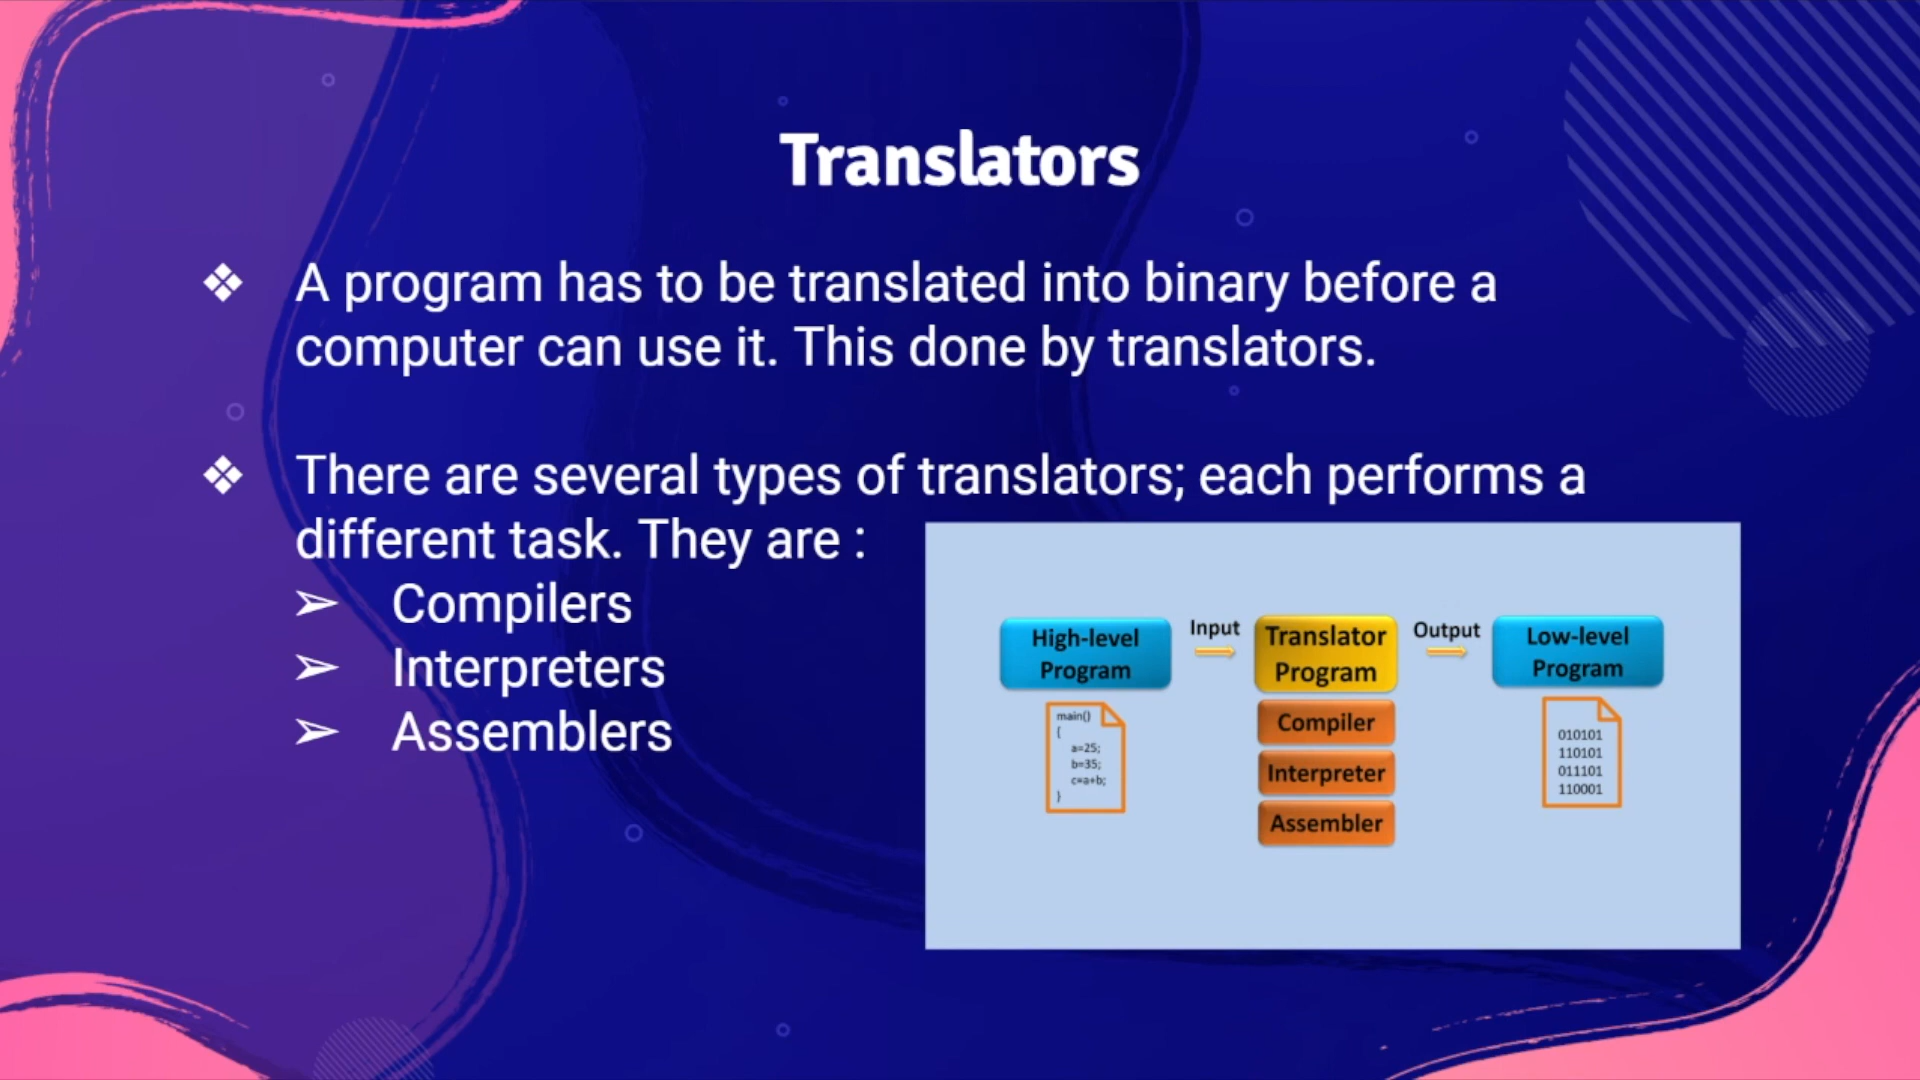 Translators
❖ A program has to be translated into binary before a
computer can use it. This done by translators.
❖ There are several types of translators; each performs a
different task. They are :
➢ Compilers
➢ Interpreters
➢ Assemblers
High-level
Program
Input
Translator
Program
Output
Low-level
Program
main()
{
a=25;
b=35;
c=a+b;
}
Compiler
Interpreter
Assembler
010101
110101
011101
110001